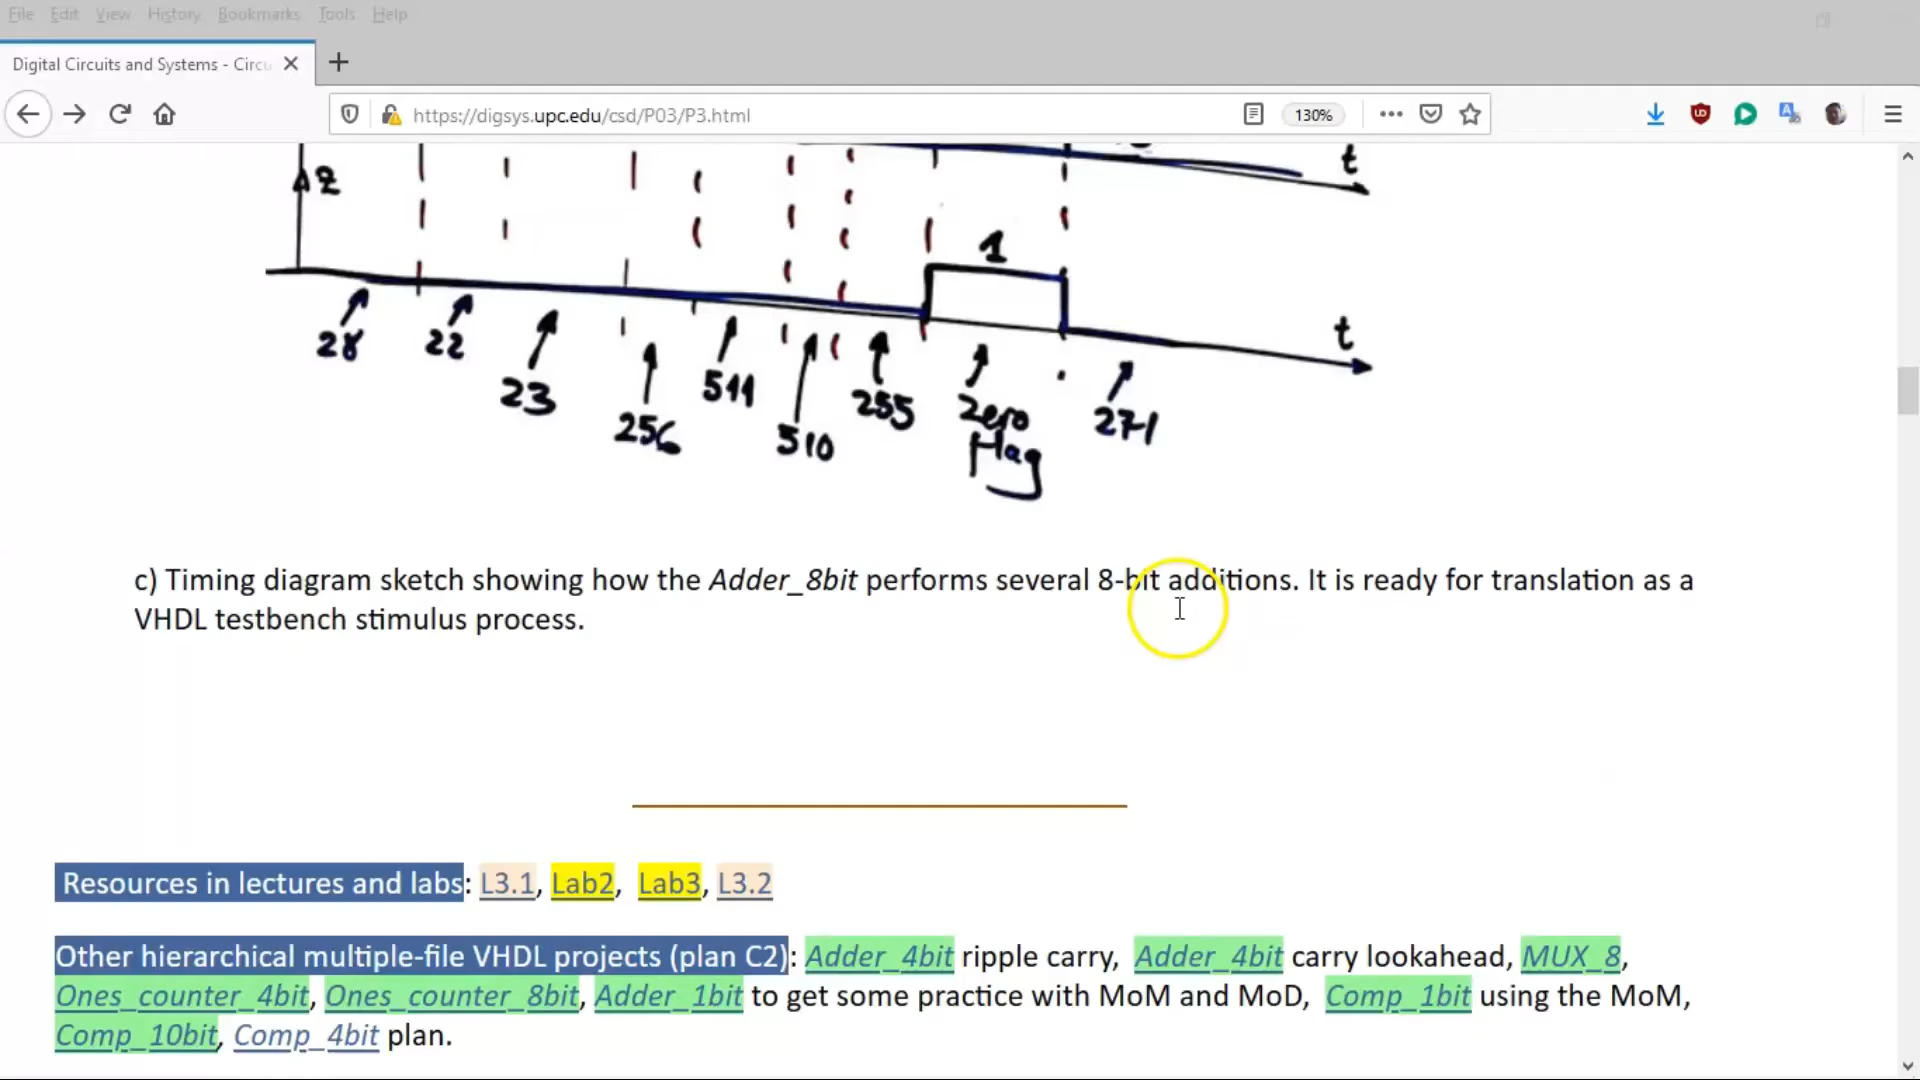 File Edit View History Bookmarks Tools Help
Digital Circuits and Systems - Circu
https://digsys.upc.edu/csd/P03/P3.html 130%
t
z
1
t
28 22 23 256 511 510 255 Zero flag 271
c) Timing diagram sketch showing how the Adder_8bit performs several 8-bit additions. It is ready for translation as a
VHDL testbench stimulus process.
Resources in lectures and labs: L3.1, Lab2, Lab3, L3.2
Other hierarchical multiple-file VHDL projects (plan C2): Adder_4bit ripple carry, Adder_4bit carry lookahead, MUX_8,
Ones_counter_4bit, Ones_counter_8bit, Adder_1bit to get some practice with MoM and MoD, Comp_1bit using the MoM,
Comp_10bit, Comp_4bit plan.